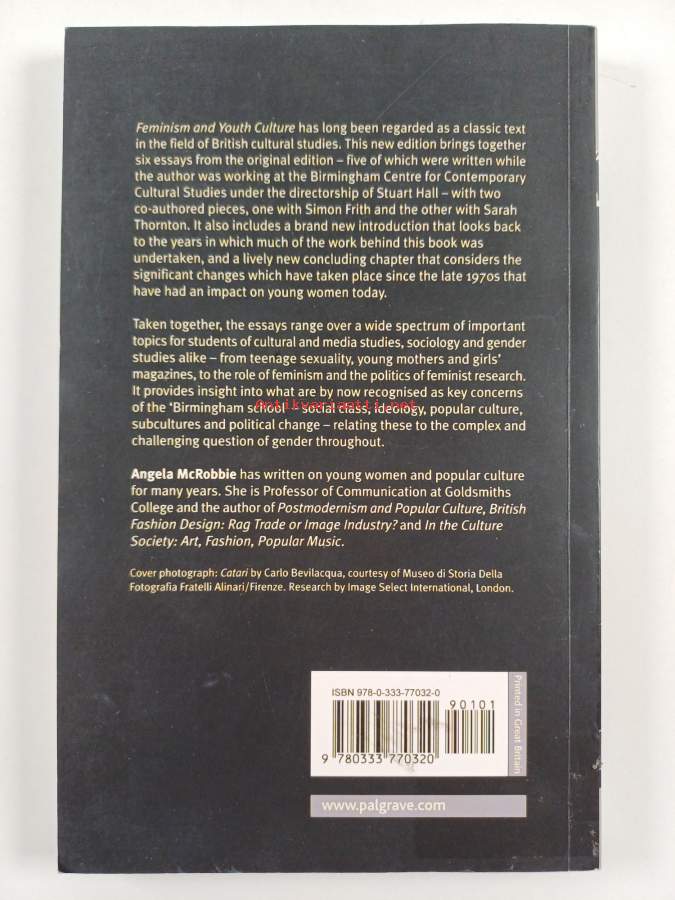 Feminism and Youth Culture has long been regarded as a classic text
in the field of British cultural studies. This new edition brings together
six essays from the original edition – five of which were written while
the author was working at the Birmingham Centre for Contemporary
Cultural Studies under the directorship of Stuart Hall – with two
co-authored pieces, one with Simon Frith and the other with Sarah
Thornton. It also includes a brand new introduction that looks back
to the years in which much of the work behind this book was
undertaken, and a lively new concluding chapter that considers the
significant changes which have taken place since the late 1970s that
have had an impact on young women today.
Taken together, the essays range over a wide spectrum of important
topics for students of cultural and media studies, sociology and gender
studies alike – from teenage sexuality, young mothers and girls'
magazines, to the role of feminism and the politics of feminist research.
It provides insight into what are by now recognised as key concerns
of the 'Birmingham school' – social class, ideology, popular culture,
subcultures and political change – relating these to the complex and
challenging question of gender throughout.
Antikvariaatti.net
Angela McRobbie has written on young women and popular culture
for many years. She is Professor of Communication at Goldsmiths
College and the author of Postmodernism and Popular Culture, British
Fashion Design: Rag Trade or Image Industry? and In the Culture
Society: Art, Fashion, Popular Music.
Cover photograph: Catari by Carlo Bevilacqua, courtesy of Museo di Storia Della
Fotografia Fratelli Alinari/Firenze. Research by Image Select International, London.
ISBN 978-0-333-77032-0
90101
9 780333 770320
Printed in Great Britain
www.palgrave.com